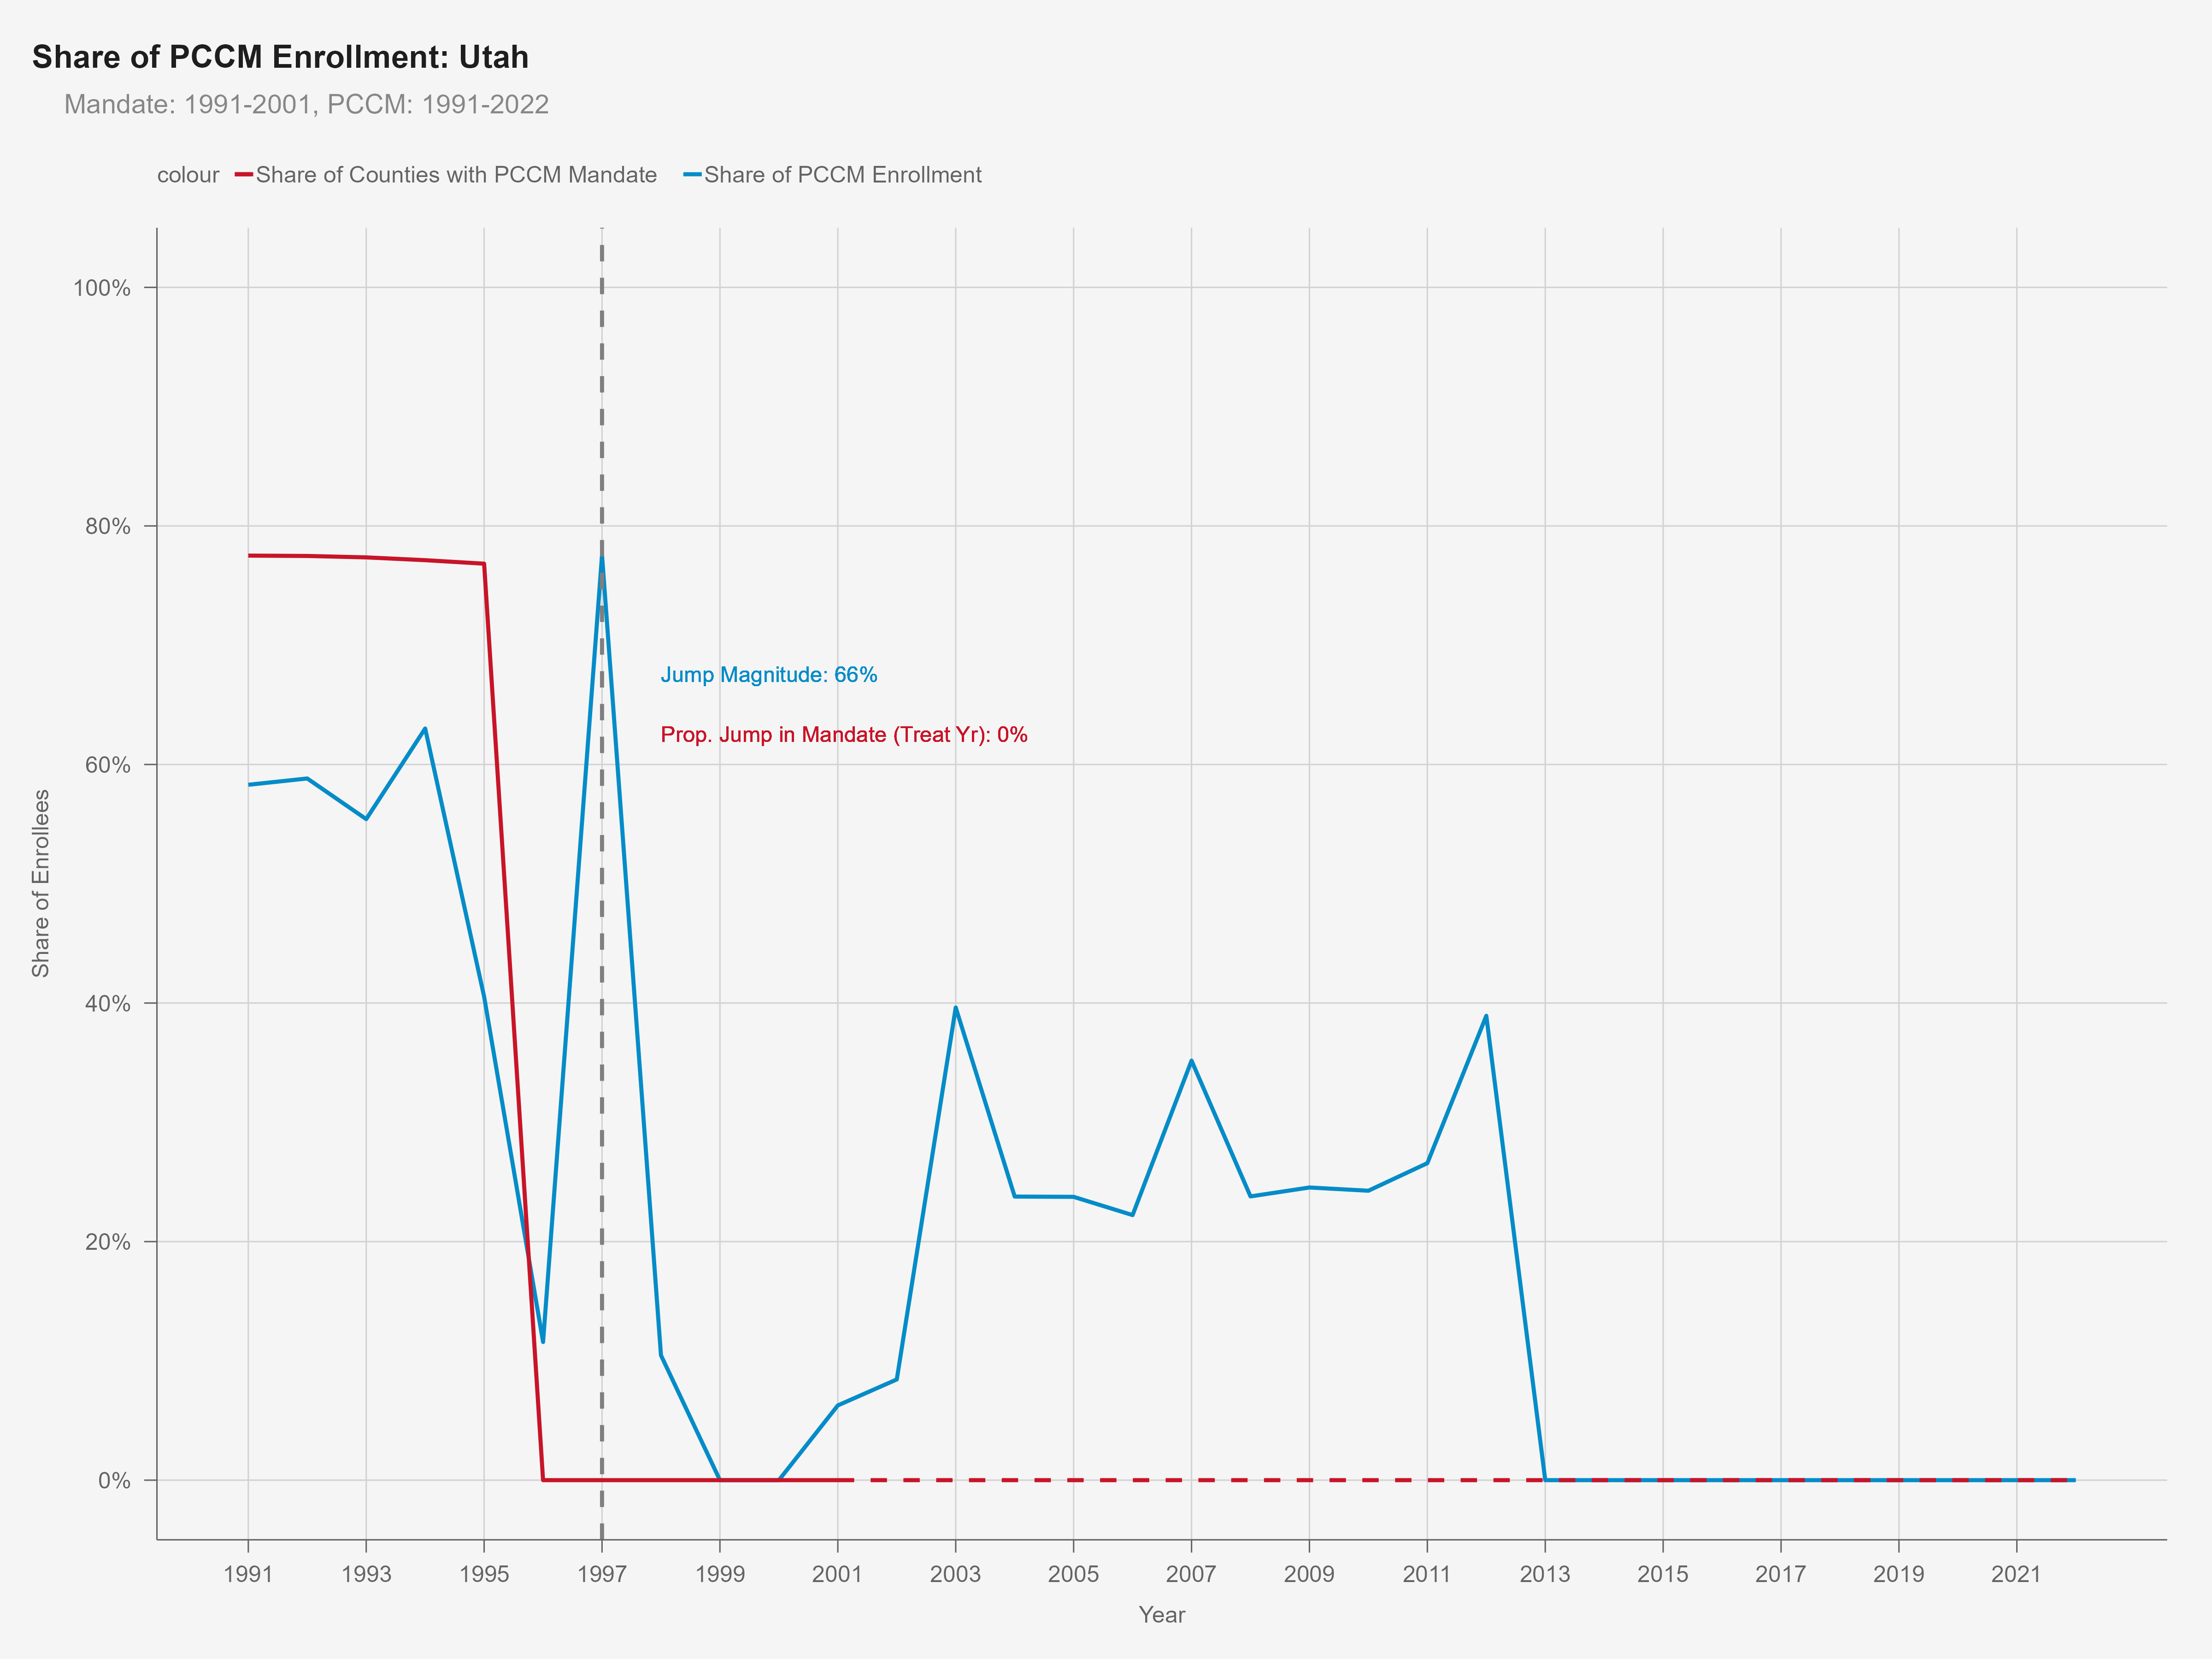 Share of PCCM Enrollment: Utah
Mandate: 1991-2001, PCCM: 1991-2022
colour Share of Counties with PCCM Mandate Share of PCCM Enrollment
100%
80%
Jump Magnitude: 66%
Prop. Jump in Mandate (Treat Yr): 0%
60%
Share of Enrollees
40%
20%
0%
1991 1993 1995 1997 1999 2001 2003 2005 2007 2009 2011 2013 2015 2017 2019 2021
Year